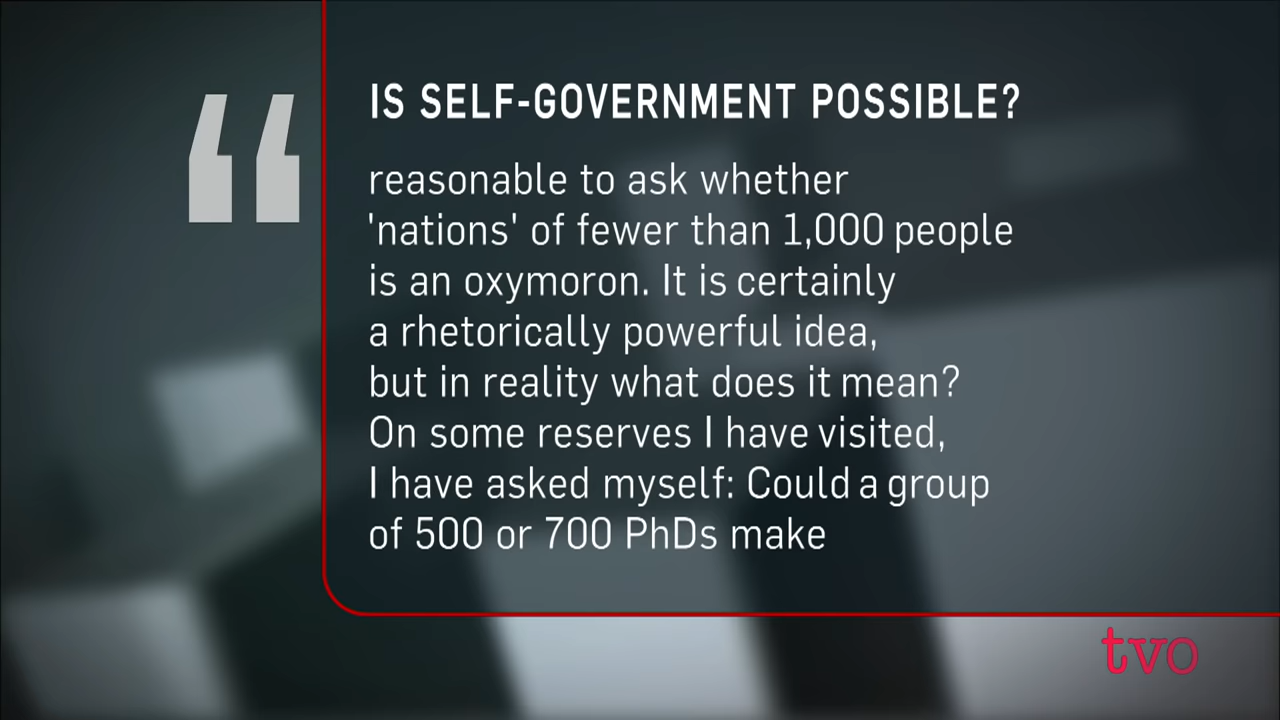 “
IS SELF-GOVERNMENT POSSIBLE?
reasonable to ask whether
'nations' of fewer than 1,000 people
is an oxymoron. It is certainly
a rhetorically powerful idea,
but in reality what does it mean?
On some reserves I have visited,
I have asked myself: Could a group
of 500 or 700 PhDs make
tvo